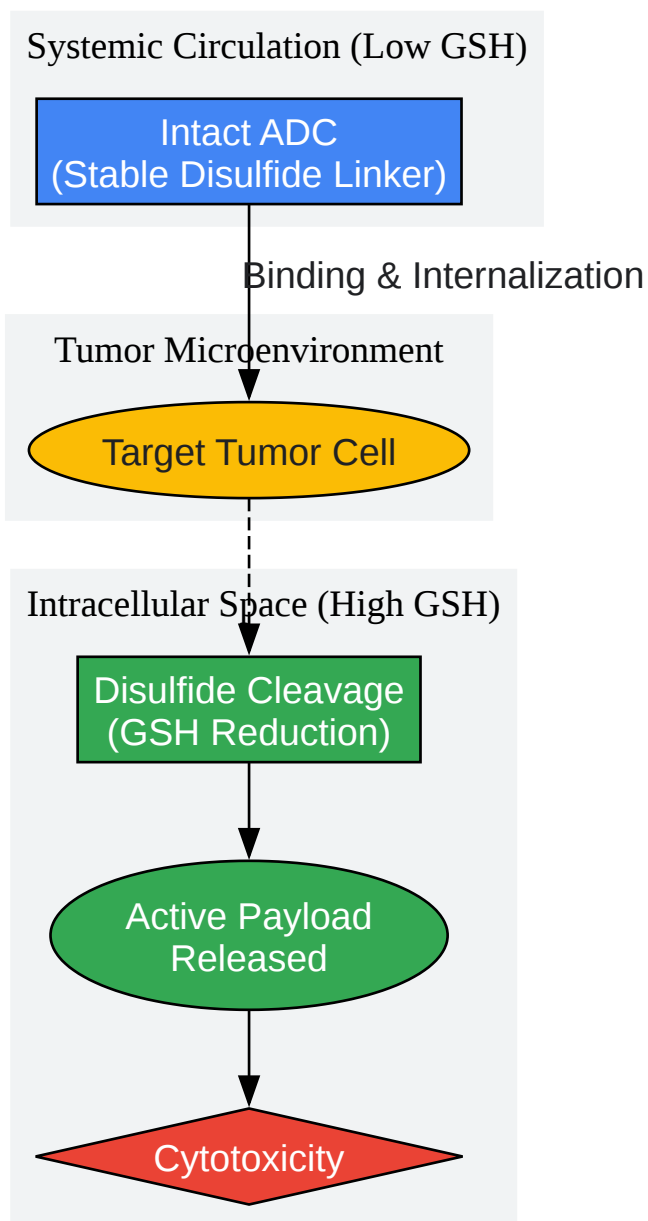 Systemic Circulation (Low GSH)
Intact ADC
(Stable Disulfide Linker)
Binding & Internalization
Tumor Microenvironment
Target Tumor Cell
Intracellular Space (High GSH)
Disulfide Cleavage
(GSH Reduction)
Active Payload
Released
Cytotoxicity